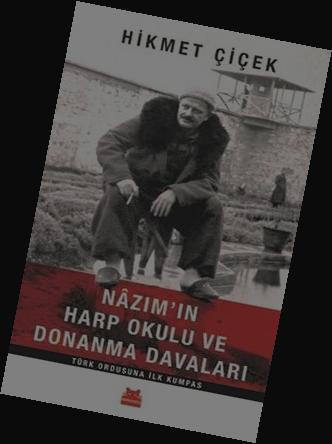 HİKMET ÇİÇEK
NÂZIM'IN
HARP OKULU VE
DONANMA DAVALARI
TÜRK ORDUSUNA İLK KUMPAS